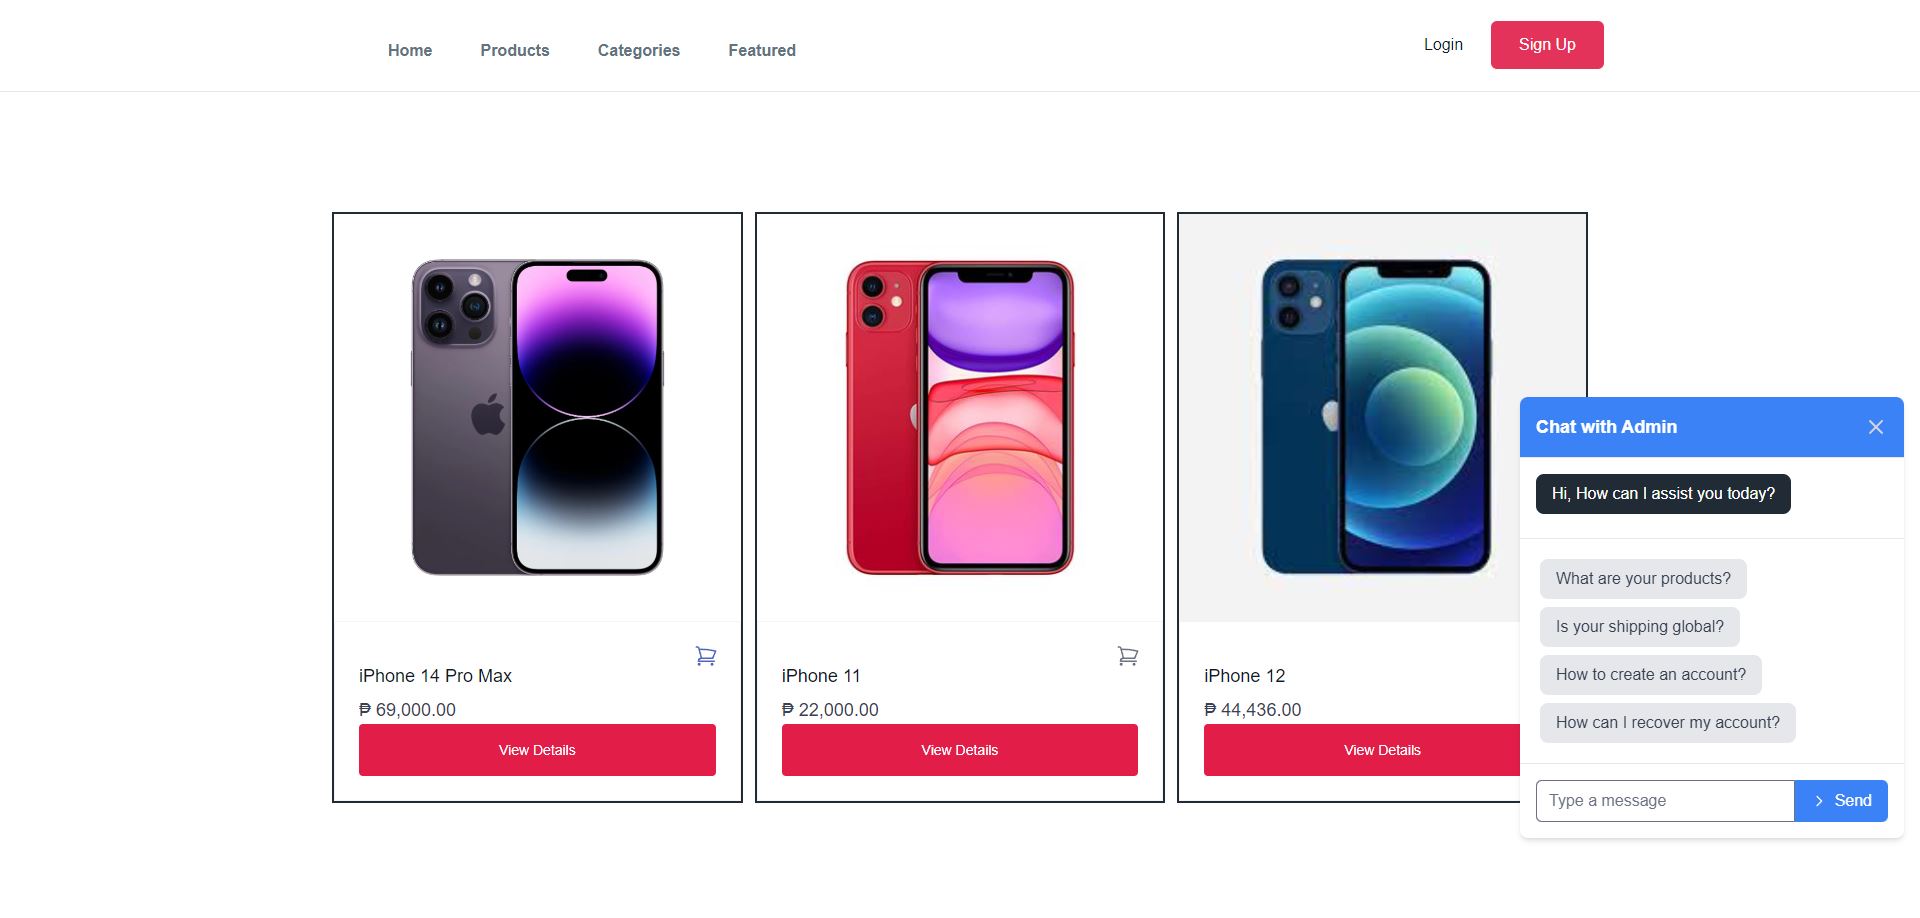 Home Products Categories Featured Login Sign Up
iPhone 14 Pro Max
₱ 69,000.00
View Details
iPhone 11
₱ 22,000.00
View Details
iPhone 12
₱ 44,436.00
View Details
Chat with Admin
Hi, How can I assist you today?
What are your products?
Is your shipping global?
How to create an account?
How can I recover my account?
Type a message
Send